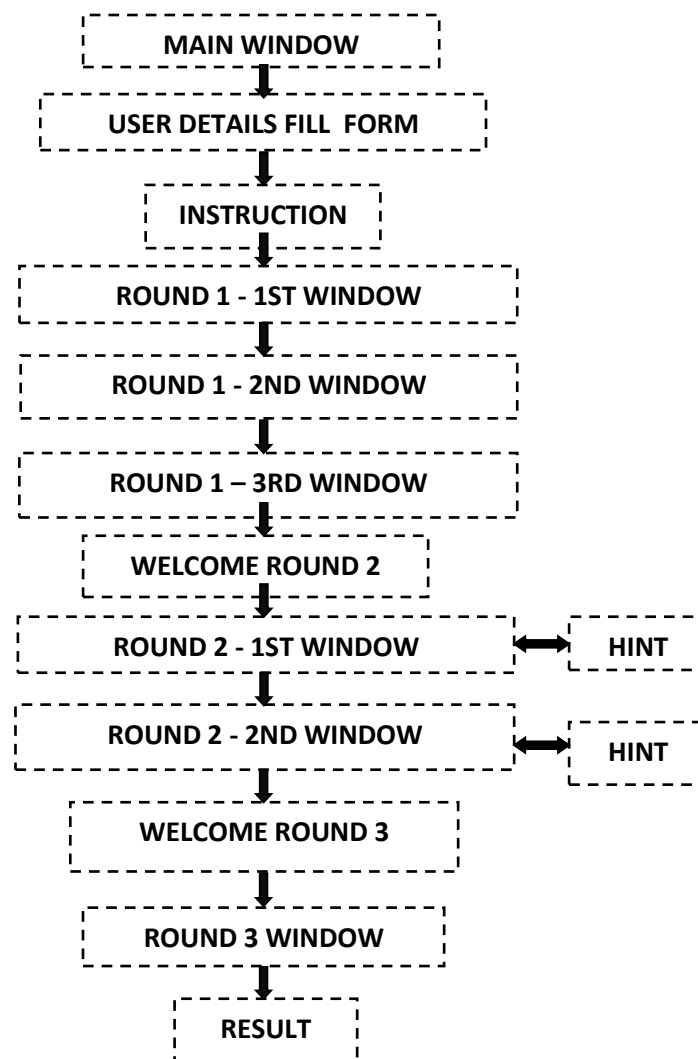 MAIN WINDOW
USER DETAILS FILL FORM
INSTRUCTION
ROUND 1 - 1ST WINDOW
ROUND 1 - 2ND WINDOW
ROUND 1 – 3RD WINDOW
WELCOME ROUND 2
ROUND 2 - 1ST WINDOW
HINT
ROUND 2 - 2ND WINDOW
HINT
WELCOME ROUND 3
ROUND 3 WINDOW
RESULT